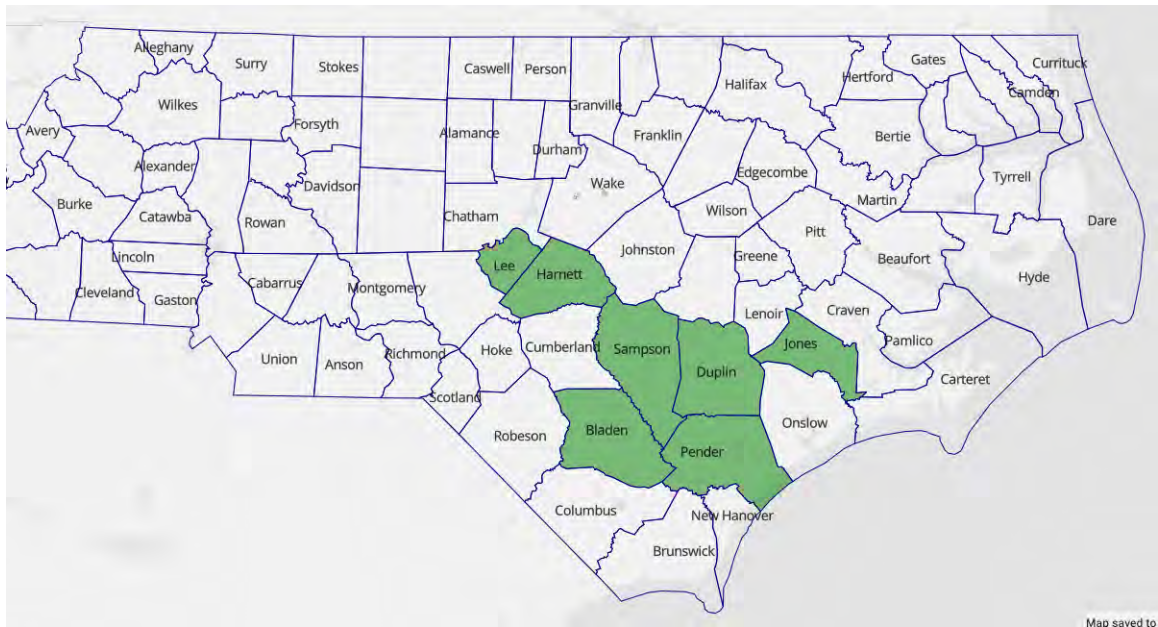 Alleghany
Surry
Stokes
Caswell
Person
Gates
Currituck
Hertford
Halifax
Camden
Wilkes
Granville
Avery
Forsyth
Alamance
Franklin
Bertie
Durham
Alexander
Edgecombe
Tyrrell
Davidson
Wake
Burke
Martin
Catawba
Rowan
Chatham
Wilson
Dare
Pitt
Johnston
Lincoln
Greene
Beaufort
Lee
Harnett
Hyde
Cabarrus
Montgomery
Cleveland
Gaston
Lenoir
Craven
Pamlico
Jones
Cumberland
Hoke
Sampson
Richmond
Union
Anson
Duplin
Carteret
Scotland
Onslow
Bladen
Robeson
Pender
Columbus
New Hanover
Brunswick
Map saved to